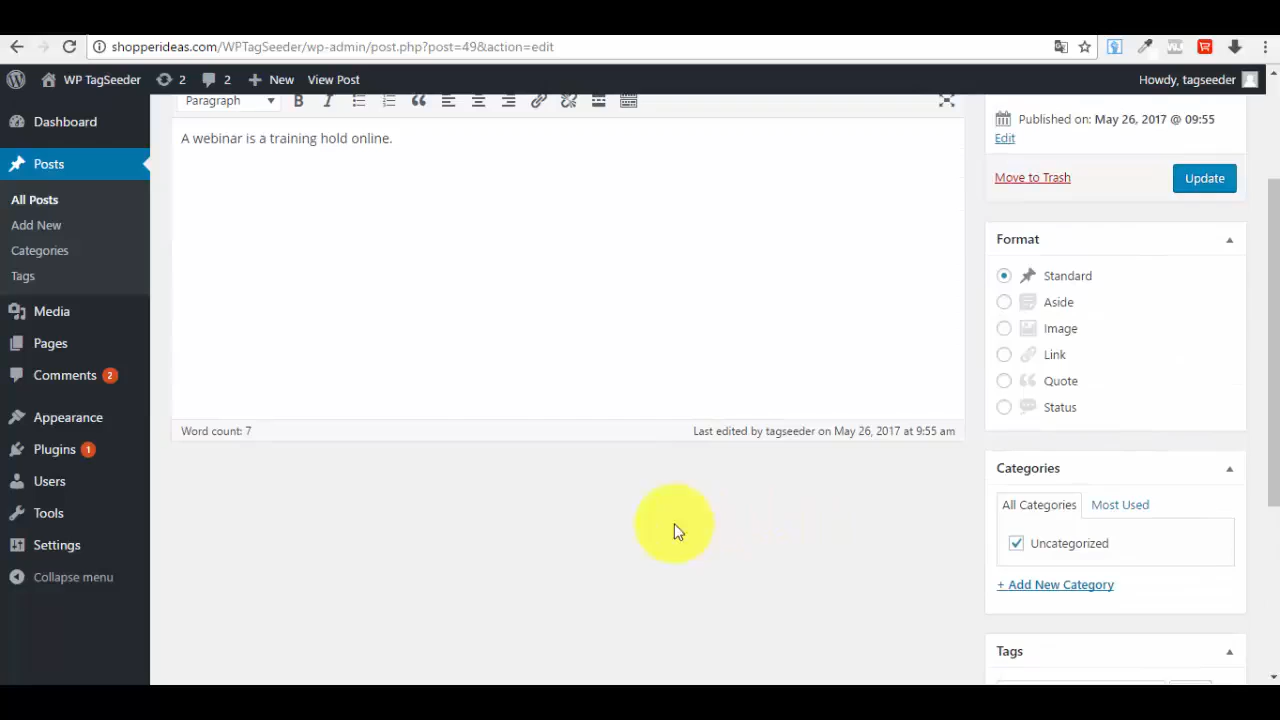 shopperideas.com/WPTagSeeder/wp-admin/post.php?post=49&action=edit
WP TagSeeder 2 2 New View Post Howdy, tagseeder
Paragraph
B I
Dashboard
Posts
All Posts
Add New
Categories
Tags
Media
Pages
Comments 2
Appearance
Plugins 1
Users
Tools
Settings
Collapse menu
A webinar is a training hold online.
Word count: 7 Last edited by tagseeder on May 26, 2017 at 9:55 am
Published on: May 26, 2017 @ 09:55
Edit
Move to Trash Update
Format
Standard
Aside
Image
Link
Quote
Status
Categories
All Categories Most Used
Uncategorized
+ Add New Category
Tags